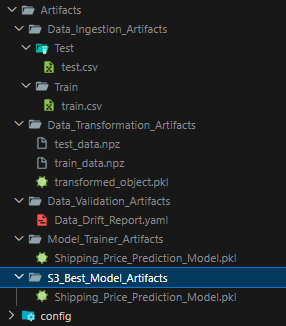 Artifacts
Data_Ingestion_Artifacts
Test
test.csv
Train
train.csv
Data_Transformation_Artifacts
test_data.npz
train_data.npz
transformed_object.pkl
Data_Validation_Artifacts
Data_Drift_Report.yaml
Model_Trainer_Artifacts
Shipping_Price_Prediction_Model.pkl
S3_Best_Model_Artifacts
Shipping_Price_Prediction_Model.pkl
config